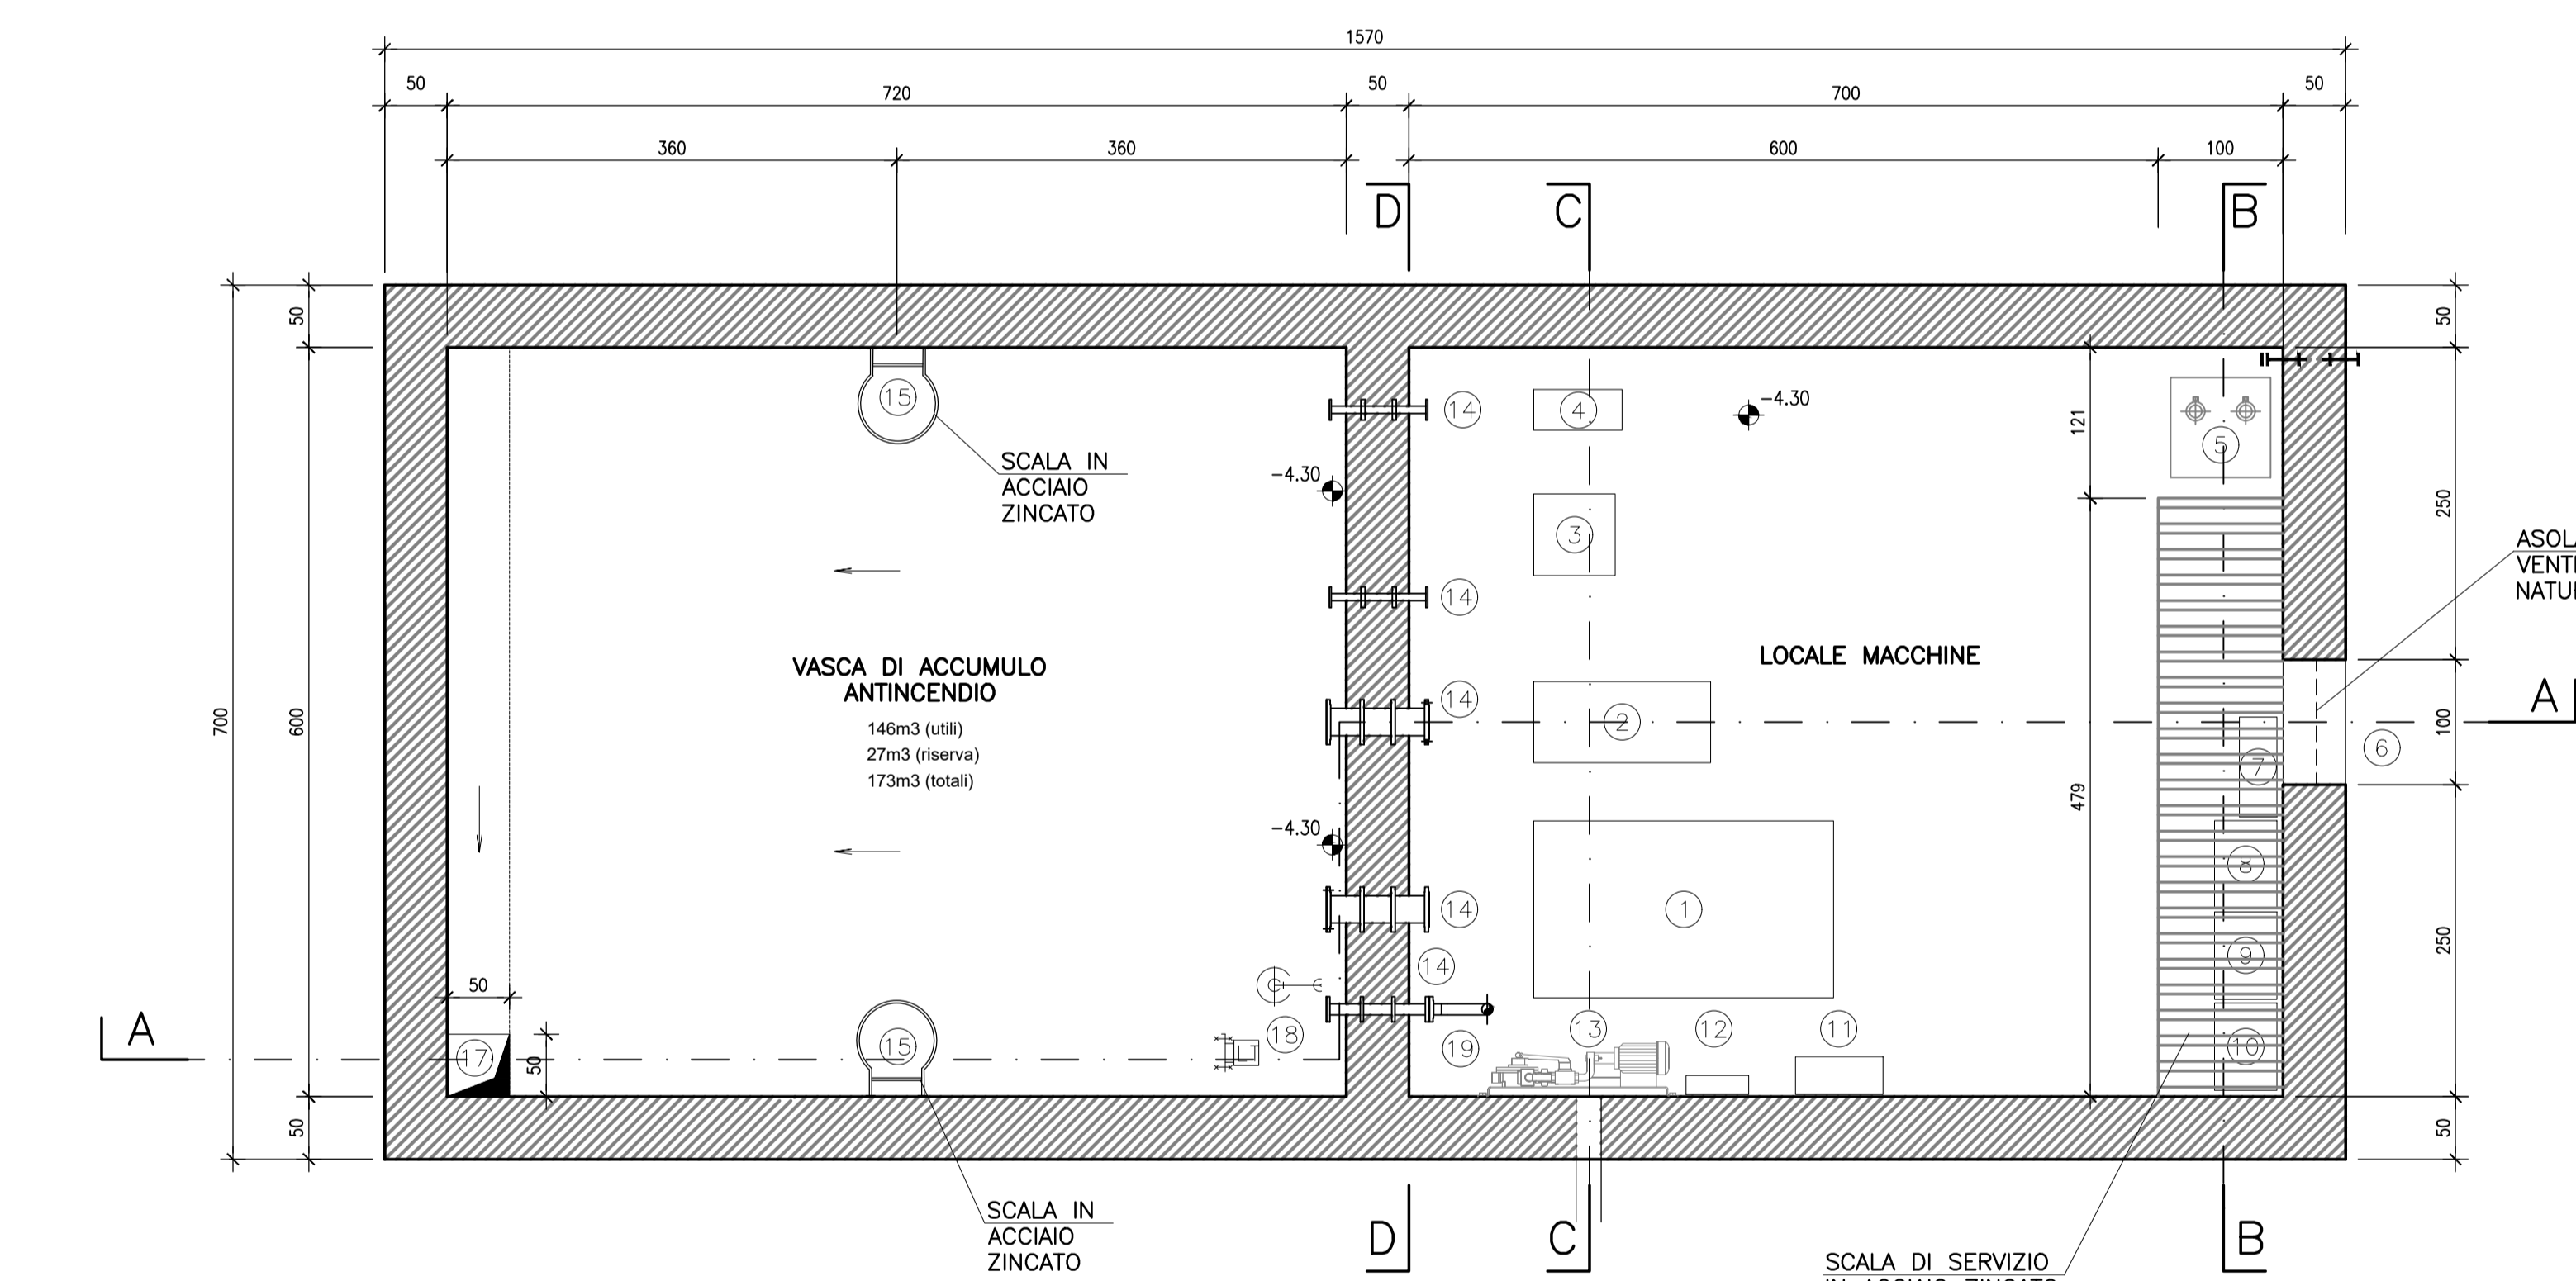 1570
50
720
50
700
50
360
360
600
100
D
C
B
50
50
15
14
4
-4.30
5
121
250
SCALA IN
ACCIAIO
ZINCATO
-4.30
3
14
VASCA DI ACCUMULO
ANTINCENDIO
146m3 (utili)
27m3 (riserva)
173m3 (totali)
LOCALE MACCHINE
14
2
700
600
A
100
6
7
479
-4.30
8
14
1
250
9
14
50
A
17
50
15
18
19
13
12
11
10
50
50
SCALA IN
ACCIAIO
ZINCATO
D
C
B
SCALA DI SERVIZIO